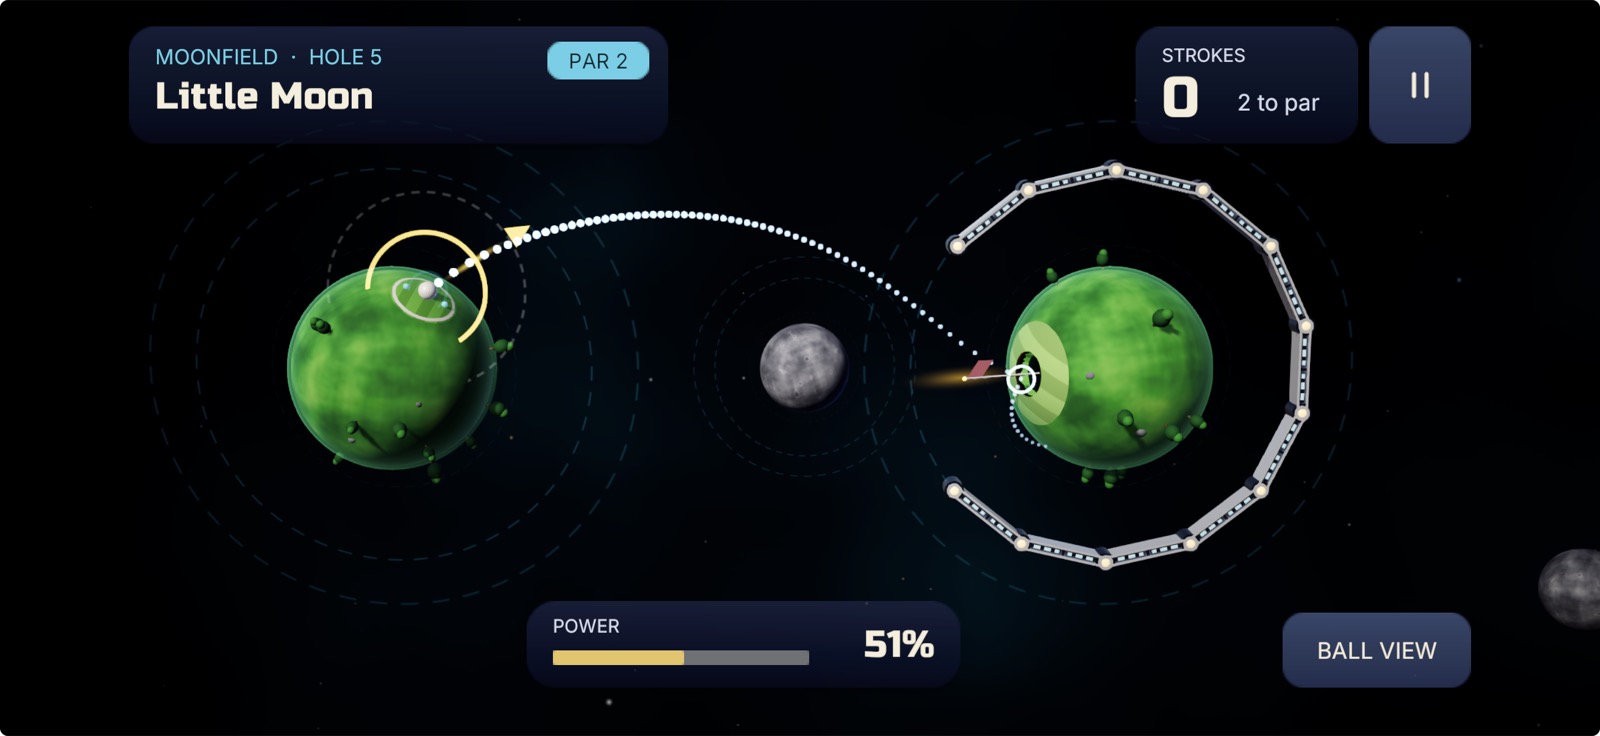 MOONFIELD · HOLE 5
PAR 2
Little Moon
STROKES
0
2 to par
POWER
51%
BALL VIEW